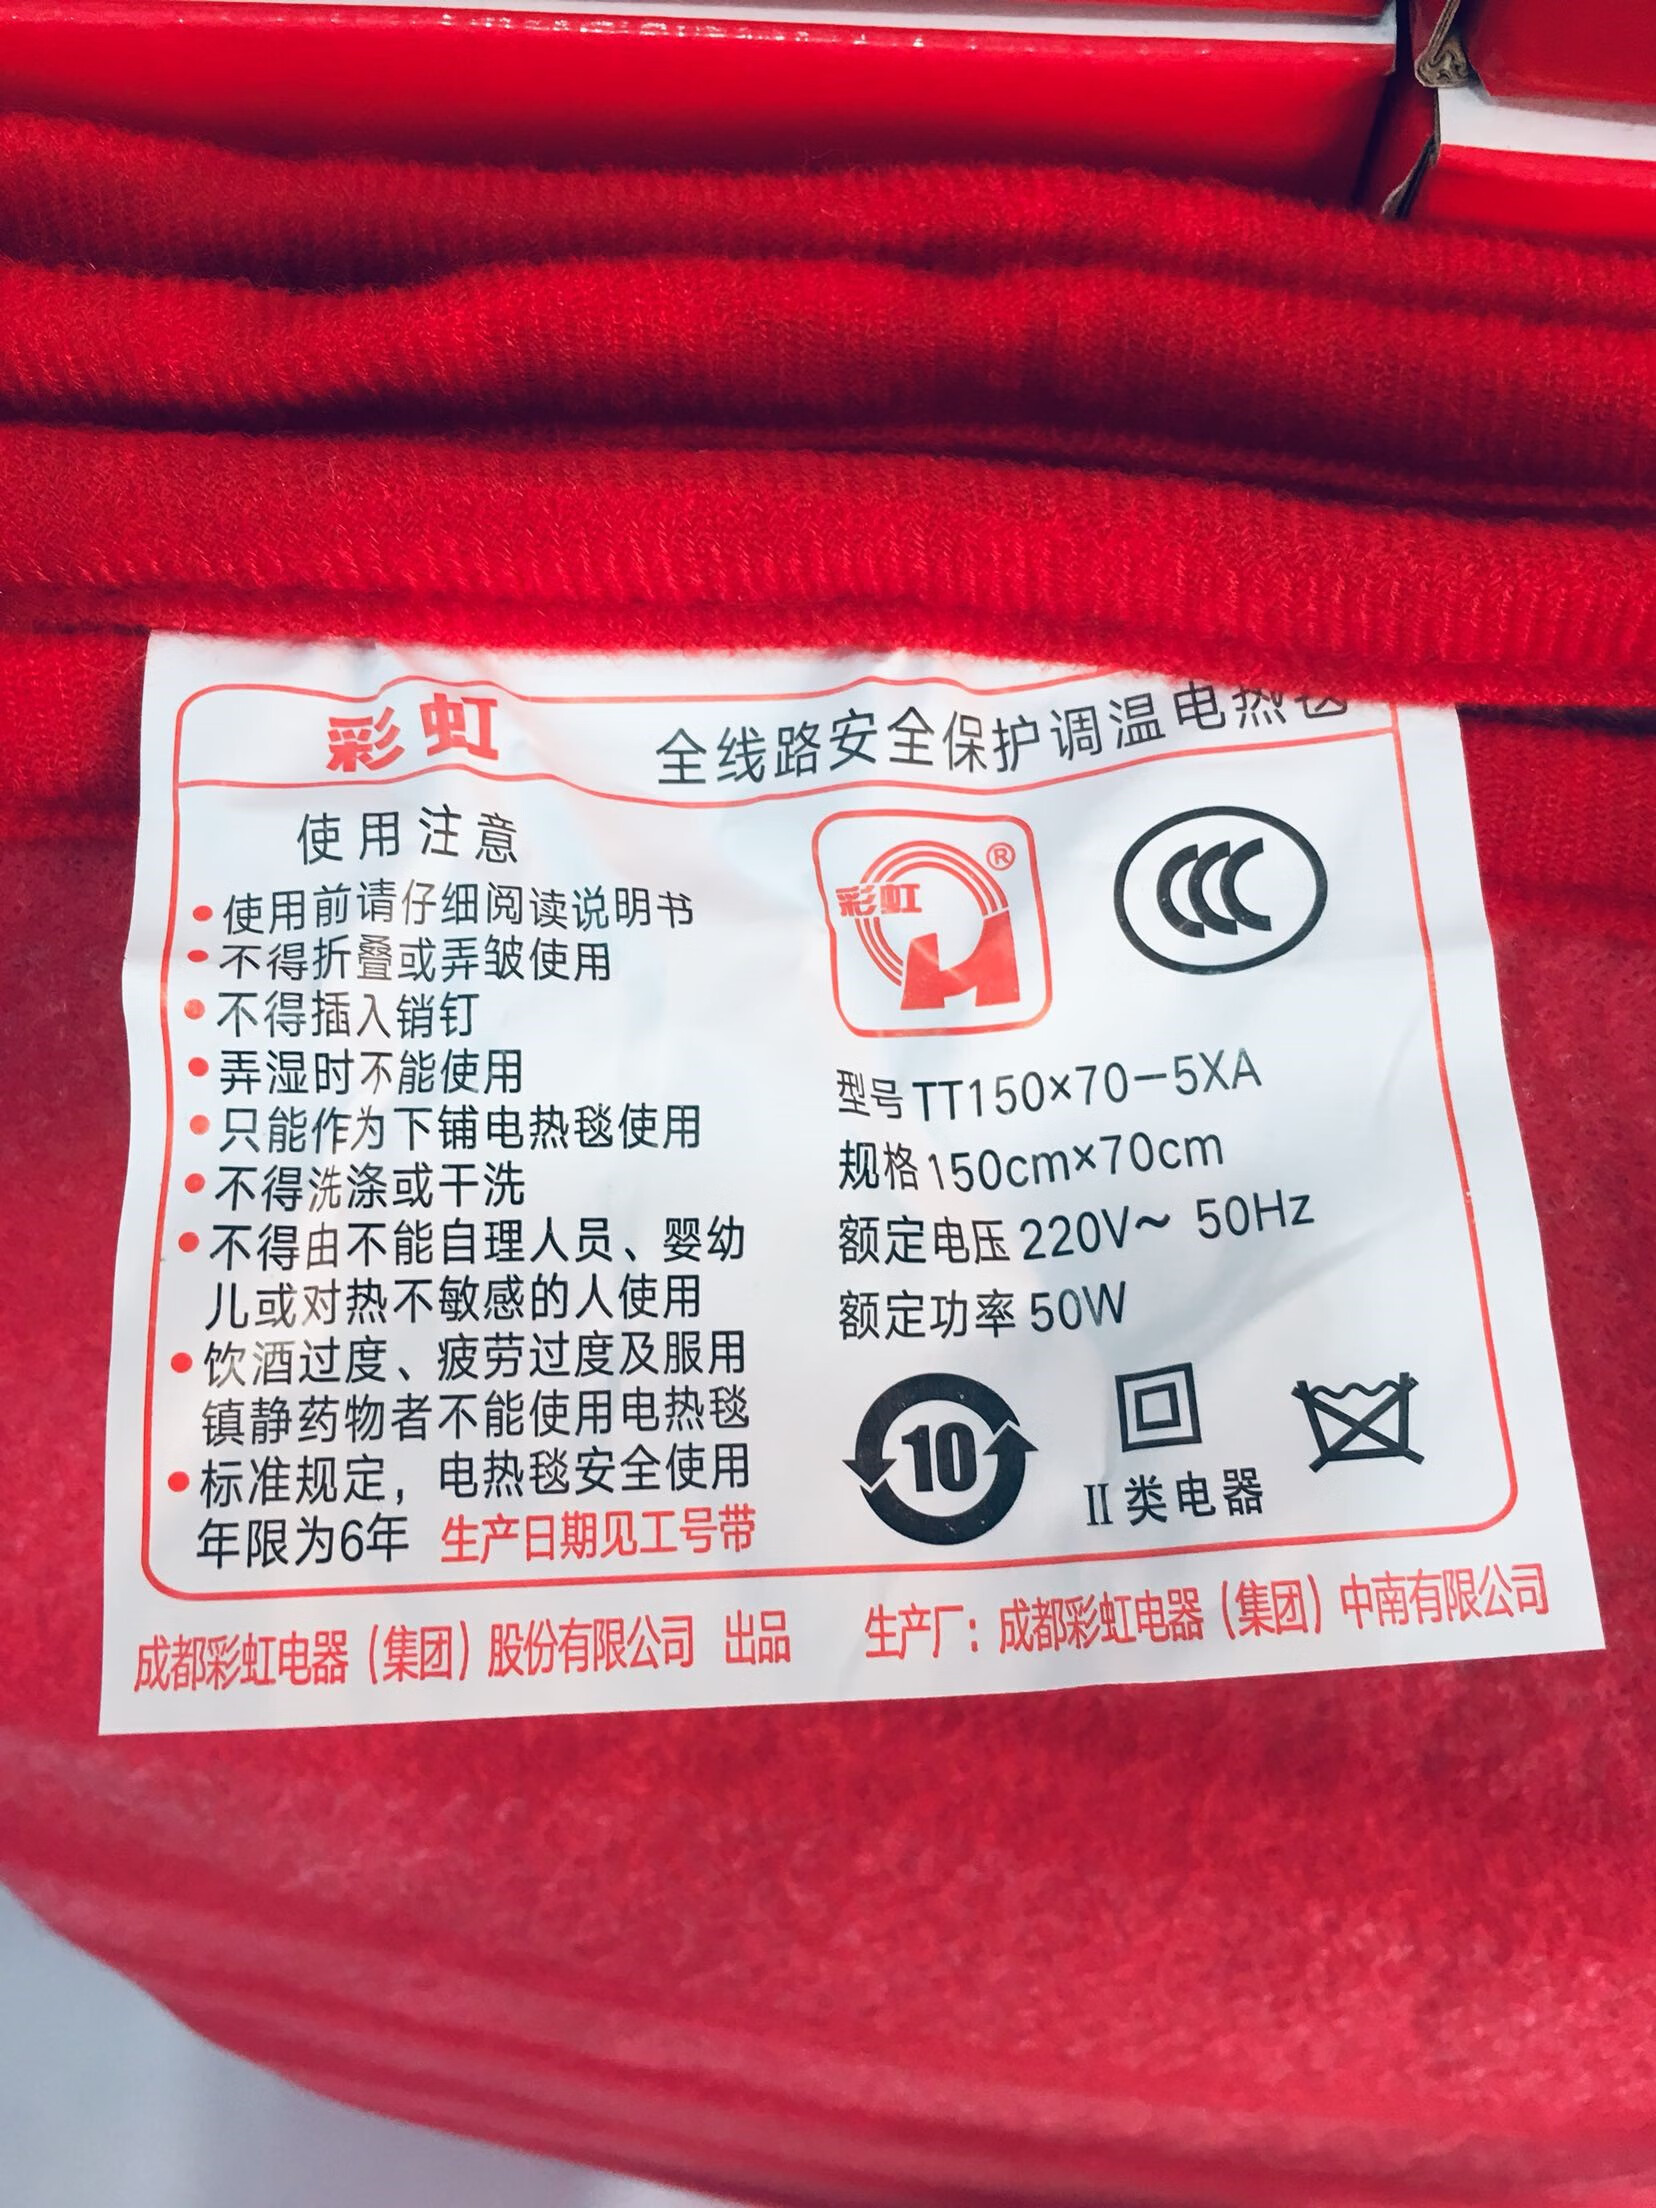 彩虹 全线路安全保护调温电热毯
使用注意
•使用前请仔细阅读说明书
•不得折叠或弄皱使用
•不得插入销钉
•弄湿时不能使用
•只能作为下铺电热毯使用
•不得洗涤或干洗
•不得由不能自理人员、婴幼
儿或对热不敏感的人使用
•饮酒过度、疲劳过度及服用
镇静药物者不能使用电热毯
•标准规定，电热毯安全使用
年限为6年 生产日期见工号带
彩虹®
CCC
型号TT150×70-5XA
规格150cm×70cm
额定电压220V～ 50Hz
额定功率50W
10
II类电器
成都彩虹电器（集团）股份有限公司 出品 生产厂：成都彩虹电器（集团）中南有限公司